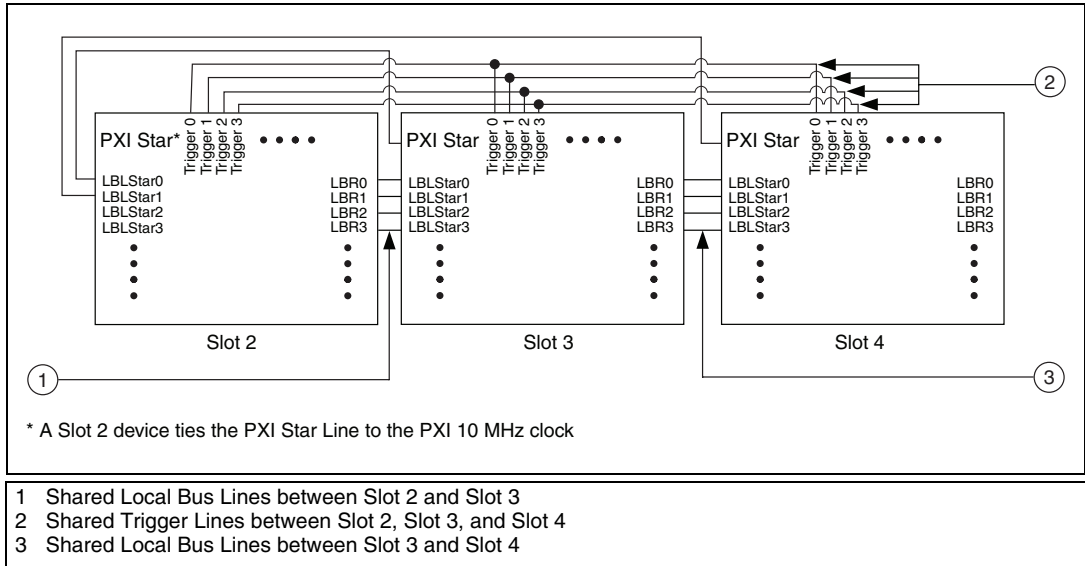 2
PXI Star*
Trigger 0
Trigger 1
Trigger 2
Trigger 3
LBLStar0
LBLStar1
LBLStar2
LBLStar3
LBR0
LBR1
LBR2
LBR3
Slot 2
PXI Star
Trigger 0
Trigger 1
Trigger 2
Trigger 3
LBLStar0
LBLStar1
LBLStar2
LBLStar3
LBR0
LBR1
LBR2
LBR3
Slot 3
PXI Star
Trigger 0
Trigger 1
Trigger 2
Trigger 3
LBLStar0
LBLStar1
LBLStar2
LBLStar3
LBR0
LBR1
LBR2
LBR3
Slot 4
1
3
* A Slot 2 device ties the PXI Star Line to the PXI 10 MHz clock
1 Shared Local Bus Lines between Slot 2 and Slot 3
2 Shared Trigger Lines between Slot 2, Slot 3, and Slot 4
3 Shared Local Bus Lines between Slot 3 and Slot 4